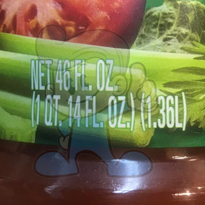 NET 46 FL. OZ.
(1 QT. 14 FL. OZ.) (1.36L)